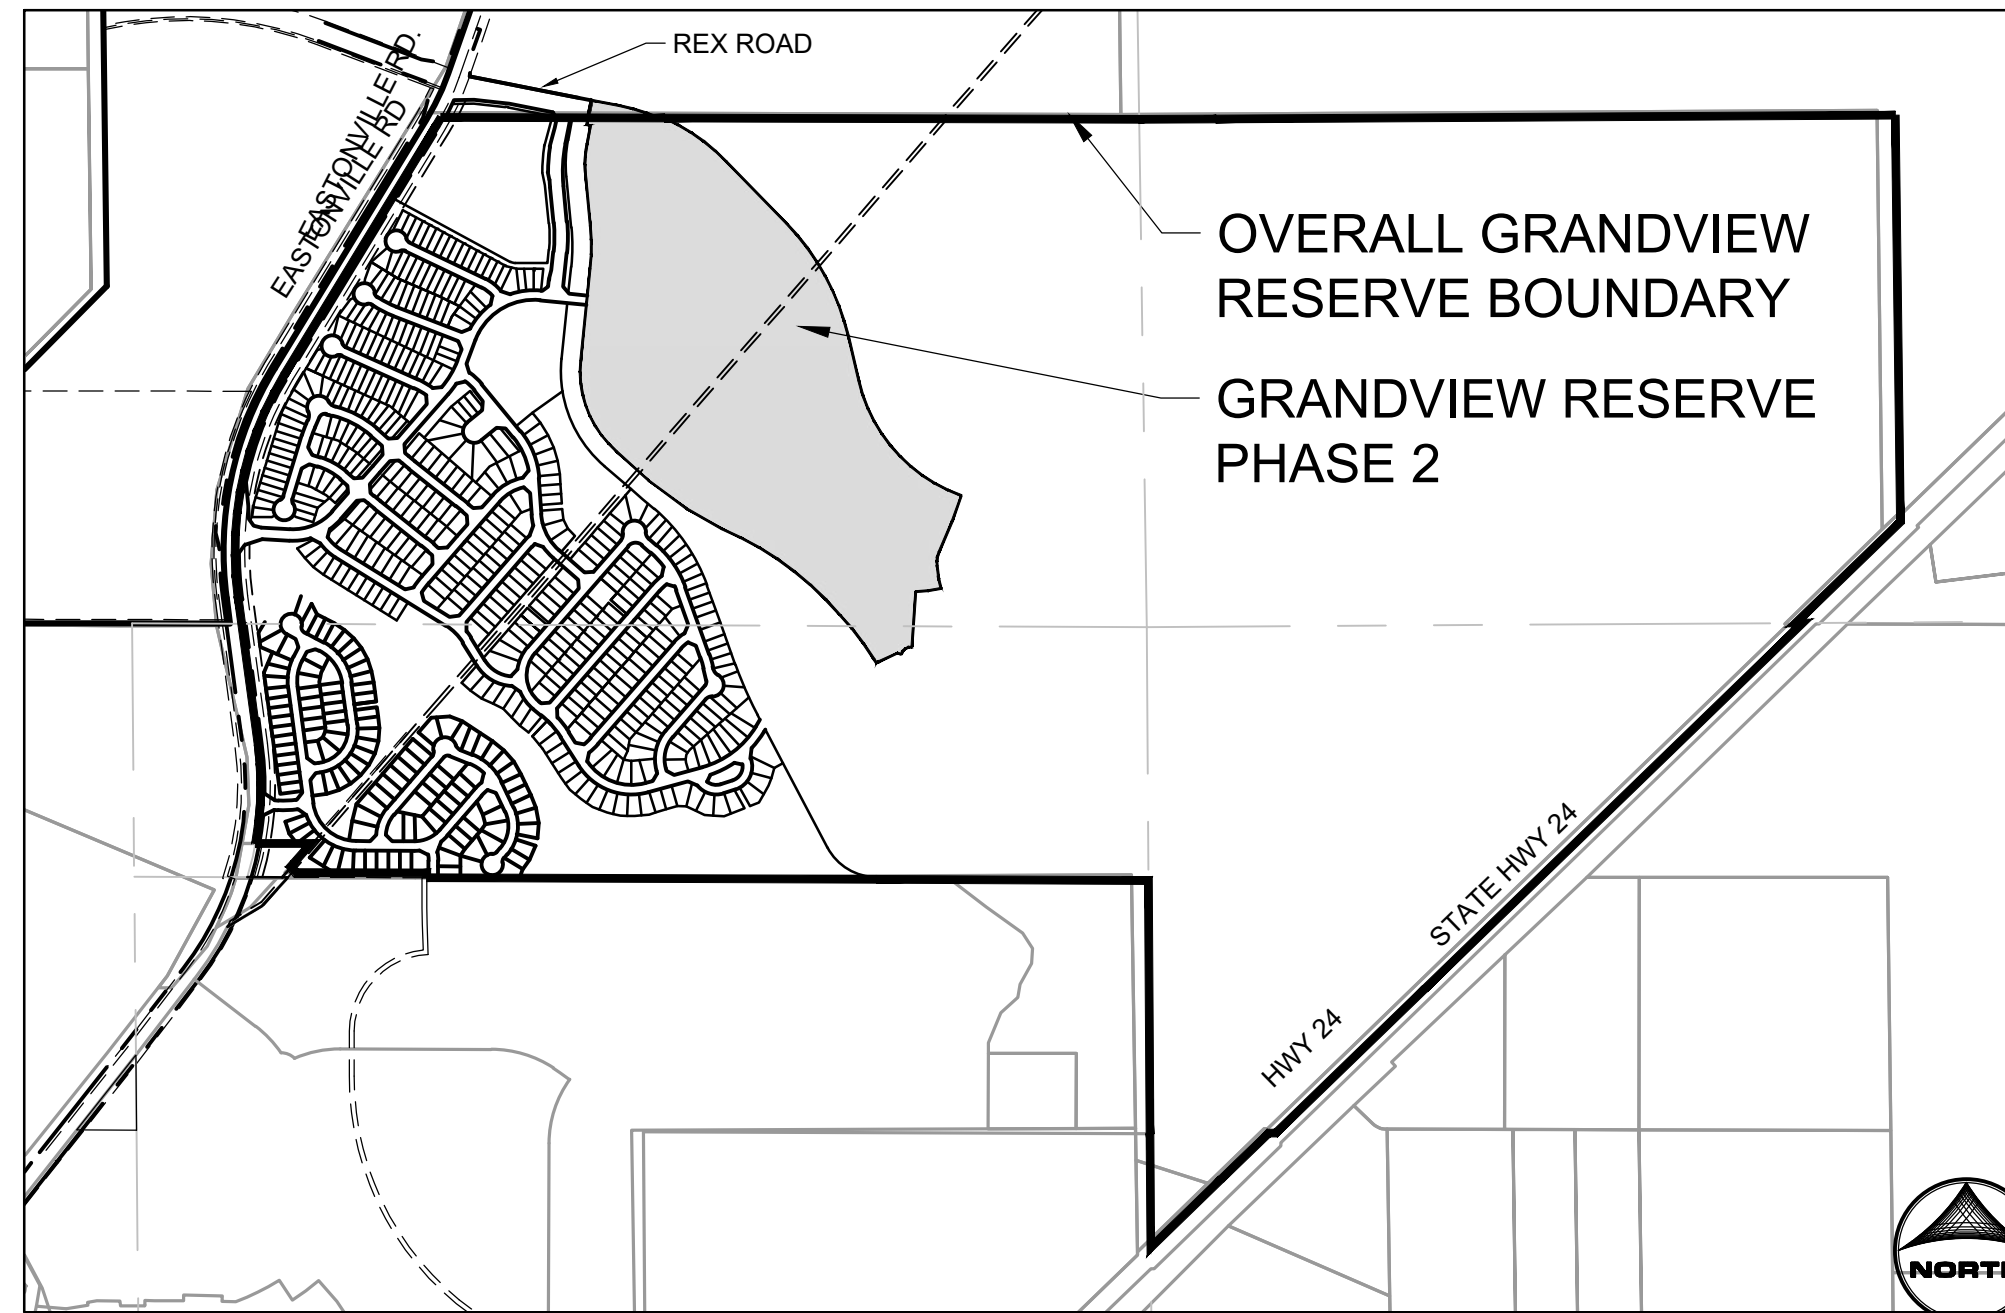 REX ROAD
EASTONVILLE RD.
EASTONVILLE RD
OVERALL GRANDVIEW
RESERVE BOUNDARY
GRANDVIEW RESERVE
PHASE 2
STATE HWY 24
HWY 24
NORTH